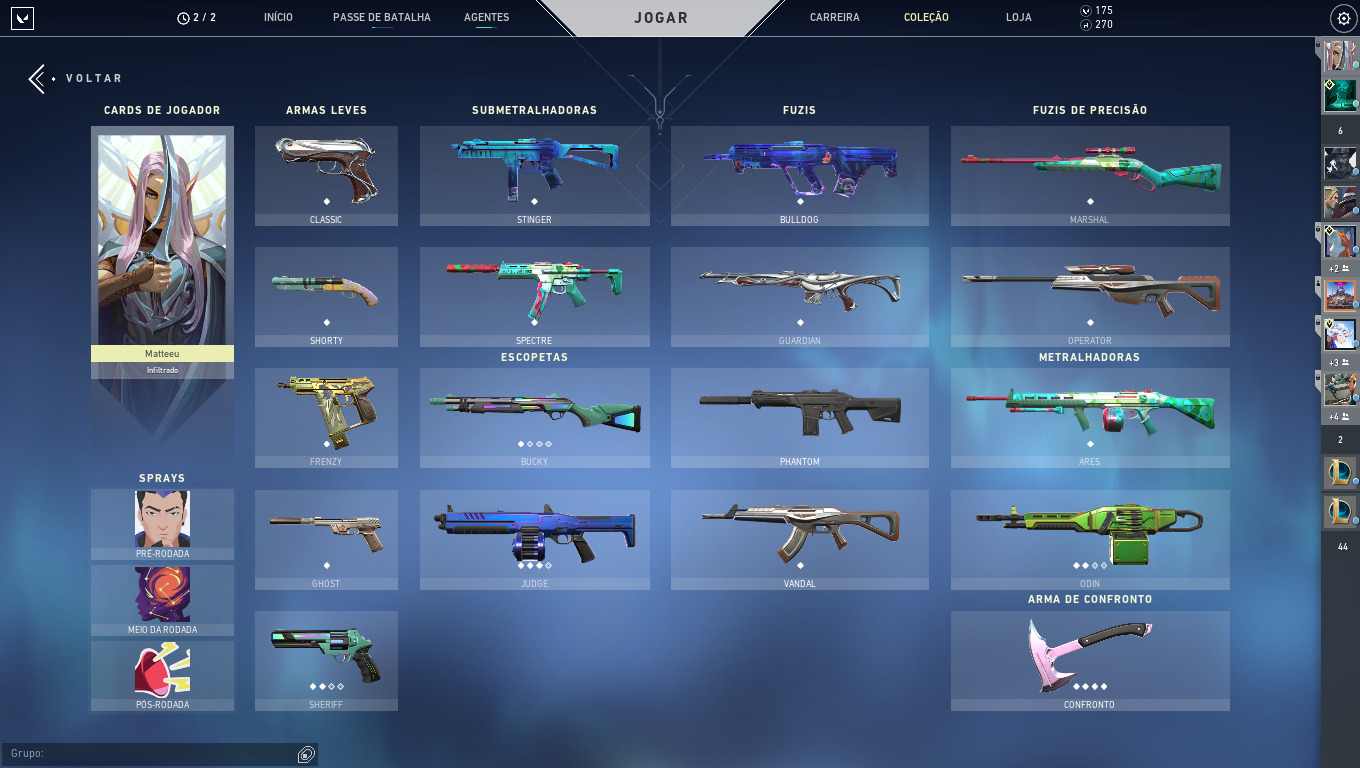 2 / 2
INÍCIO
PASSE DE BATALHA
AGENTES
JOGAR
CARREIRA
COLEÇÃO
LOJA
175
270
VOLTAR
CARDS DE JOGADOR
ARMAS LEVES
SUBMETRALHADORAS
FUZIS
FUZIS DE PRECISÃO
CLASSIC
STINGER
BULLDOG
MARSHAL
SHORTY
SPECTRE
GUARDIAN
OPERATOR
Matteeu
Infiltrado
ESCOPETAS
METRALHADORAS
FRENZY
BUCKY
PHANTOM
ARES
SPRAYS
PRÉ-RODADA
GHOST
JUDGE
VANDAL
ODIN
ARMA DE CONFRONTO
MEIO DA RODADA
PÓS-RODADA
SHERIFF
CONFRONTO
Grupo:
6
+2
+3
+4
2
44